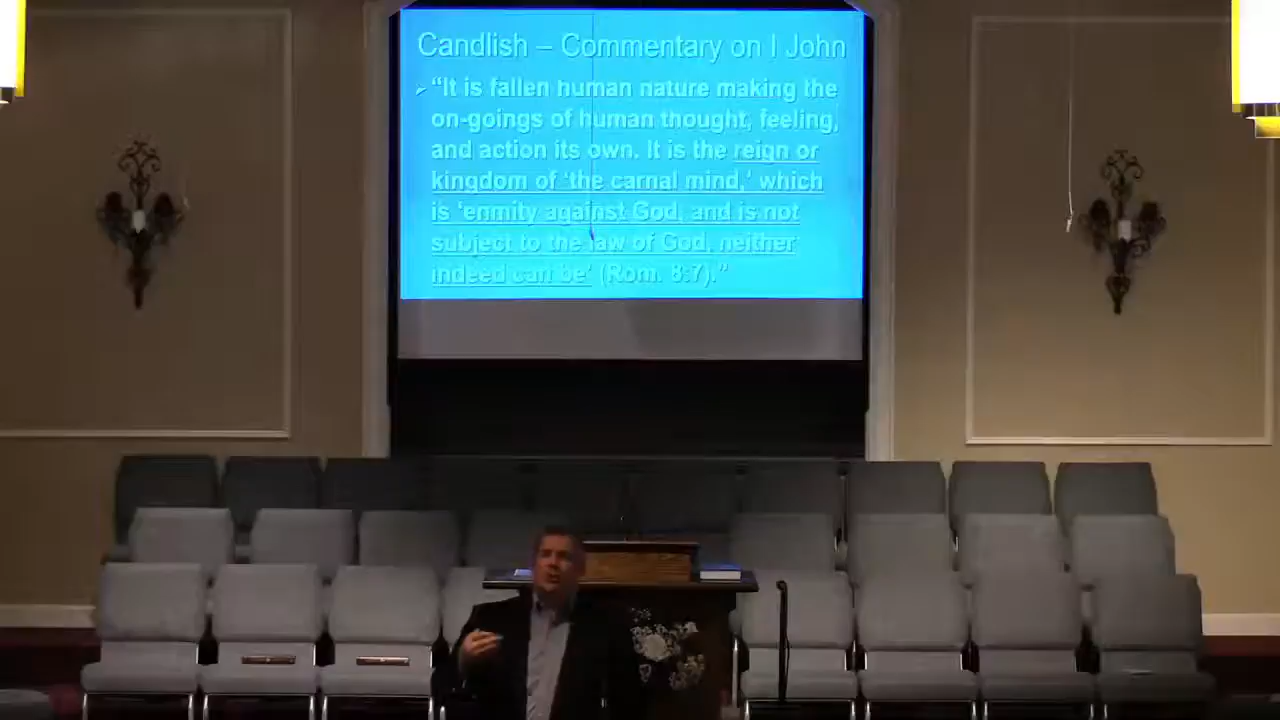 Candlish – Commentary on I John
“It is fallen human nature making the
on-goings of human thought, feeling,
and action its own. It is the reign or
kingdom of ‘the carnal mind,’ which
is ‘enmity against God, and is not
subject to the law of God, neither
indeed can be’ (Rom. 8:7).”